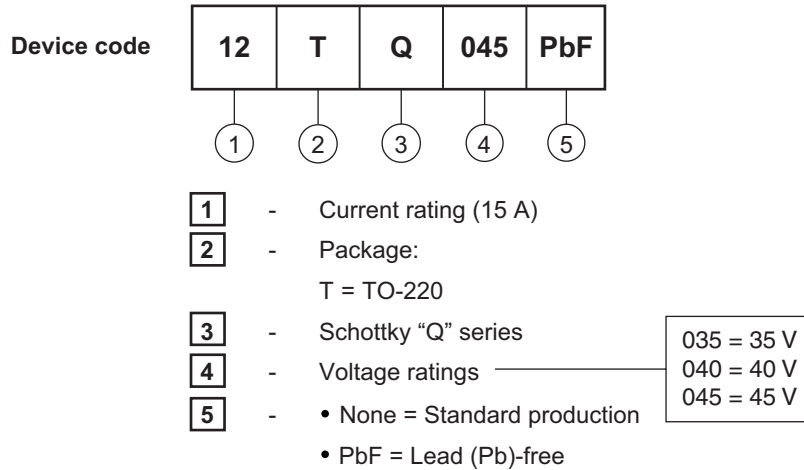 Device code 12 T Q 045 PbF
1 2 3 4 5
1 - Current rating (15 A)
2 - Package:
T = TO-220
3 - Schottky “Q” series
4 - Voltage ratings
5 - • None = Standard production
• PbF = Lead (Pb)-free
035 = 35 V
040 = 40 V
045 = 45 V